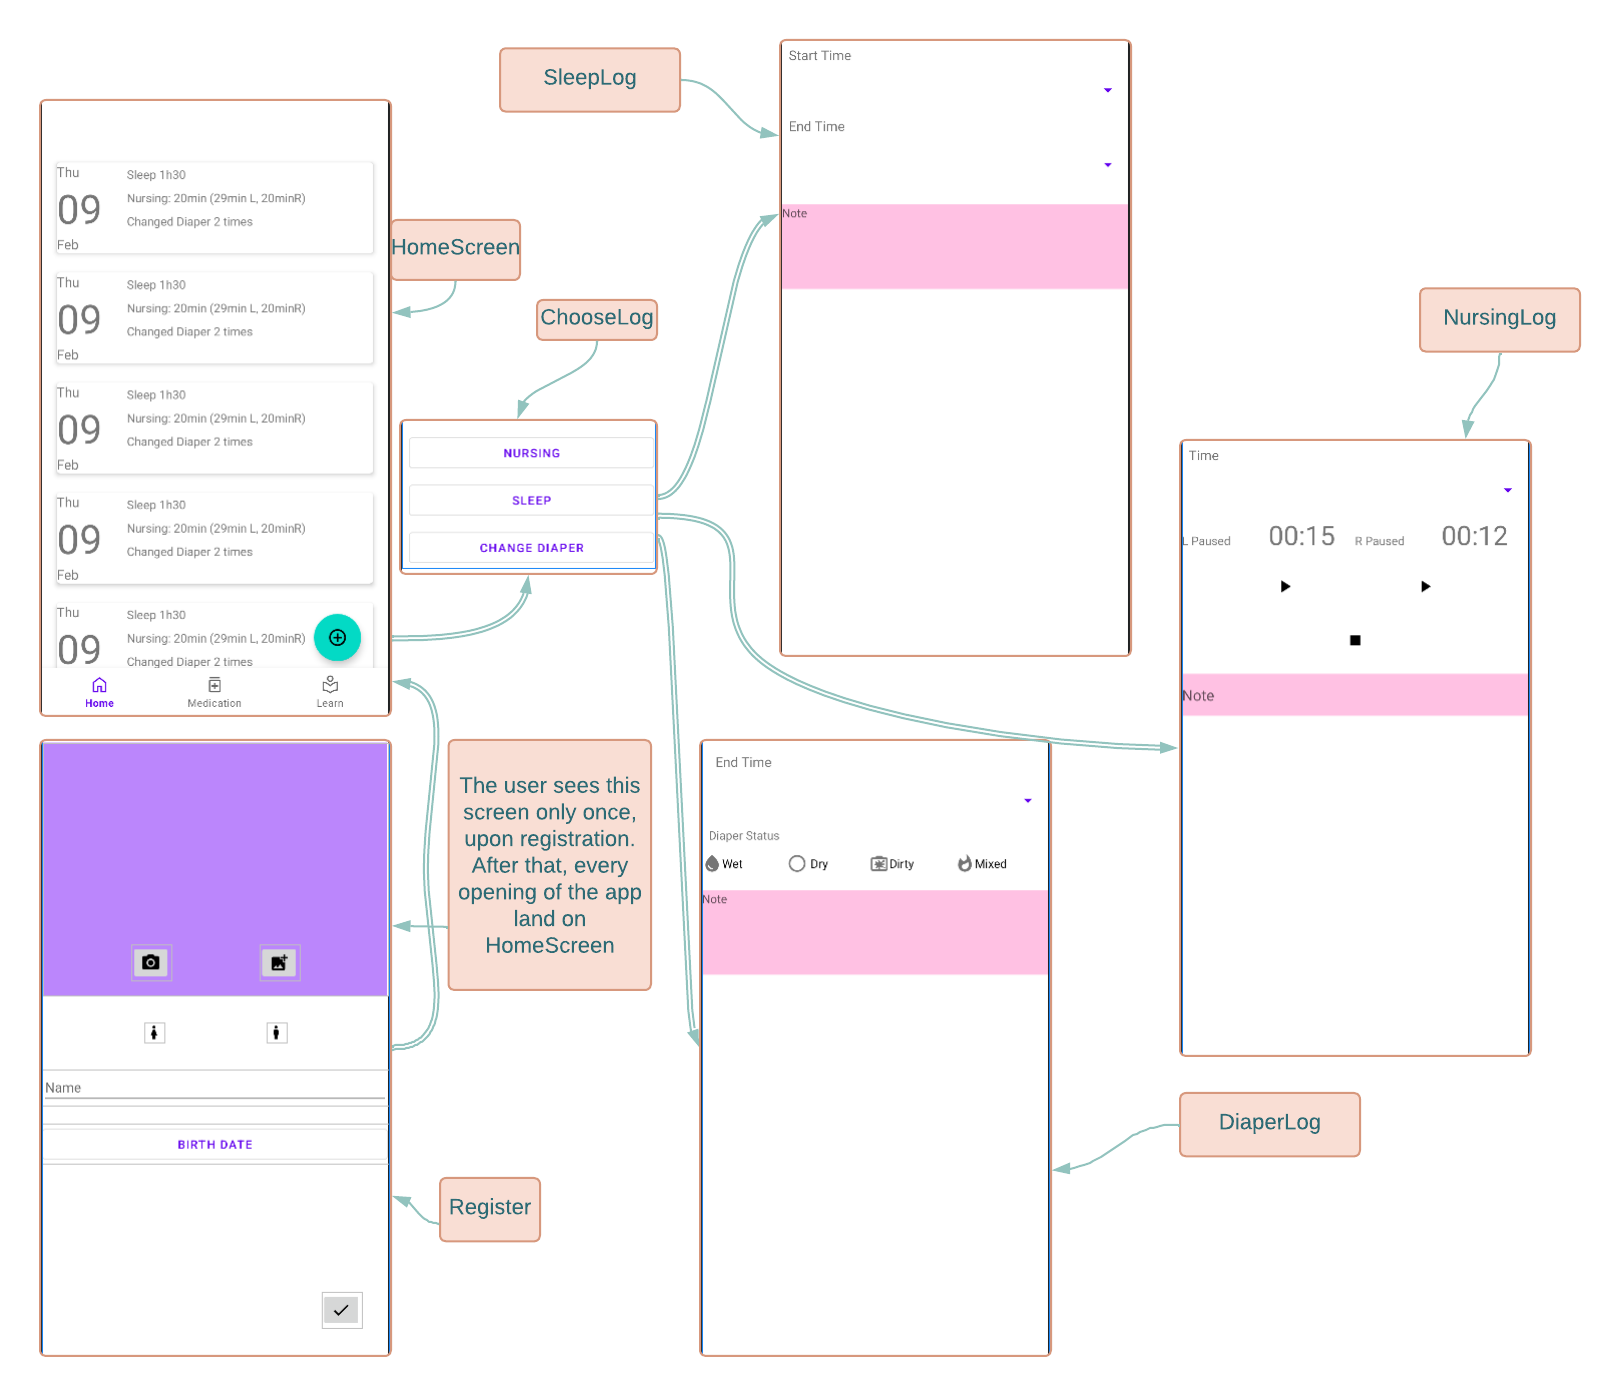 SleepLog
Start Time
End Time
Note
Thu
09
Feb
Sleep 1h30
Nursing: 20min (29min L, 20minR)
Changed Diaper 2 times
Thu
09
Feb
Sleep 1h30
Nursing: 20min (29min L, 20minR)
Changed Diaper 2 times
Thu
09
Feb
Sleep 1h30
Nursing: 20min (29min L, 20minR)
Changed Diaper 2 times
Thu
09
Feb
Sleep 1h30
Nursing: 20min (29min L, 20minR)
Changed Diaper 2 times
Thu
09
Sleep 1h30
Nursing: 20min (29min L, 20minR)
Changed Diaper 2 times
Home
Medication
Learn
HomeScreen
ChooseLog
NURSING
SLEEP
CHANGE DIAPER
NursingLog
Time
L Paused
00:15
R Paused
00:12
Note
The user sees this
screen only once,
upon registration.
After that, every
opening of the app
land on
HomeScreen
Name
BIRTH DATE
Register
End Time
Diaper Status
Wet
Dry
Dirty
Mixed
Note
DiaperLog